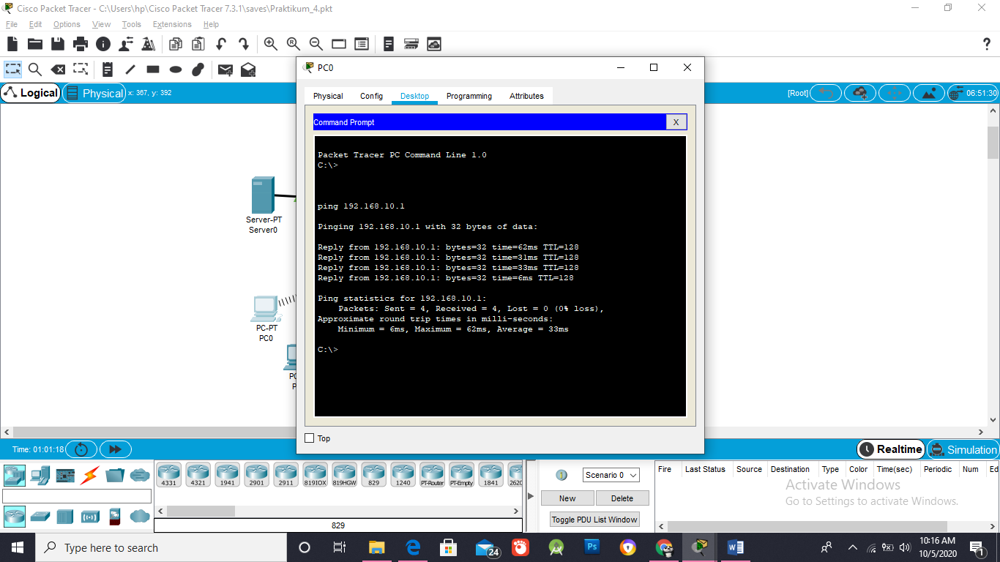 Cisco Packet Tracer - C:\Users\hp\Cisco Packet Tracer 7.3.1\saves\Praktikum_4.pkt
File Edit Options View Tools Extensions Help
?
PC0
Logical
Physical
x: 367, y: 392
[Root]
06:51:30
Physical Config Desktop Programming Attributes
Command Prompt
X
Packet Tracer PC Command Line 1.0
C:\>
ping 192.168.10.1
Pinging 192.168.10.1 with 32 bytes of data:
Reply from 192.168.10.1: bytes=32 time=62ms TTL=128
Reply from 192.168.10.1: bytes=32 time=31ms TTL=128
Reply from 192.168.10.1: bytes=32 time=33ms TTL=128
Reply from 192.168.10.1: bytes=32 time=6ms TTL=128
Ping statistics for 192.168.10.1:
Packets: Sent = 4, Received = 4, Lost = 0 (0% loss),
Approximate round trip times in milli-seconds:
Minimum = 6ms, Maximum = 62ms, Average = 33ms
C:\>
Server-PT
Server0
PC-PT
PC0
PC
P
Top
Time: 01:01:18
Realtime
Simulation
4331 4321 1941 2901 2911 819IOX 819HGW 829 1240 PT-Router PT-Empty 1841 2620
829
Scenario 0
New Delete
Toggle PDU List Window
Fire Last Status Source Destination Type Color Time(sec) Periodic Num Ed
Activate Windows
Go to Settings to activate Windows.
Type here to search
24
Ps
W
10:16 AM
10/5/2020
1